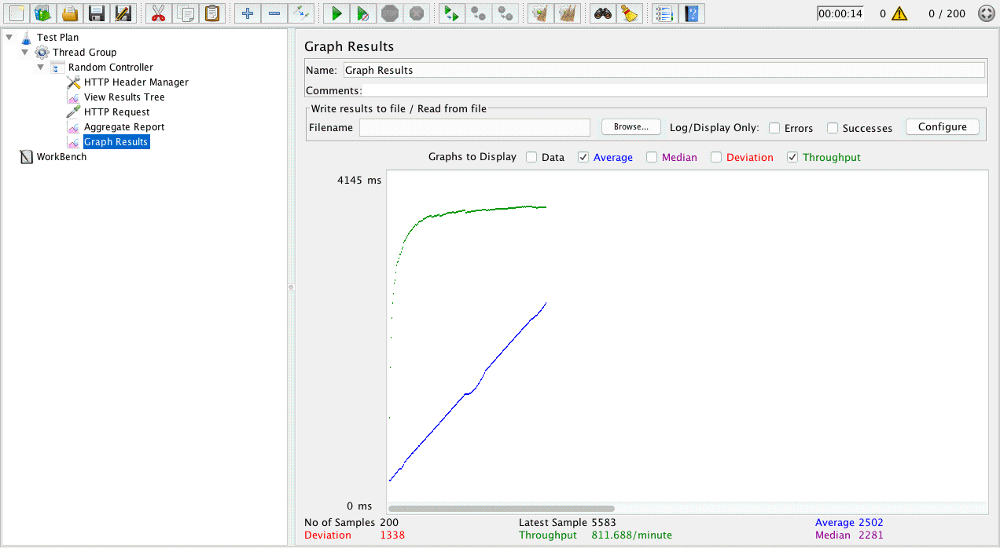 00:00:14 0 0 / 200
Test Plan
Thread Group
Random Controller
HTTP Header Manager
View Results Tree
HTTP Request
Aggregate Report
Graph Results
WorkBench
Graph Results
Name: Graph Results
Comments:
Write results to file / Read from file
Filename Browse... Log/Display Only: Errors Successes Configure
Graphs to Display Data Average Median Deviation Throughput
4145 ms
0 ms
No of Samples 200 Latest Sample 5583 Average 2502
Deviation 1338 Throughput 811.688/minute Median 2281